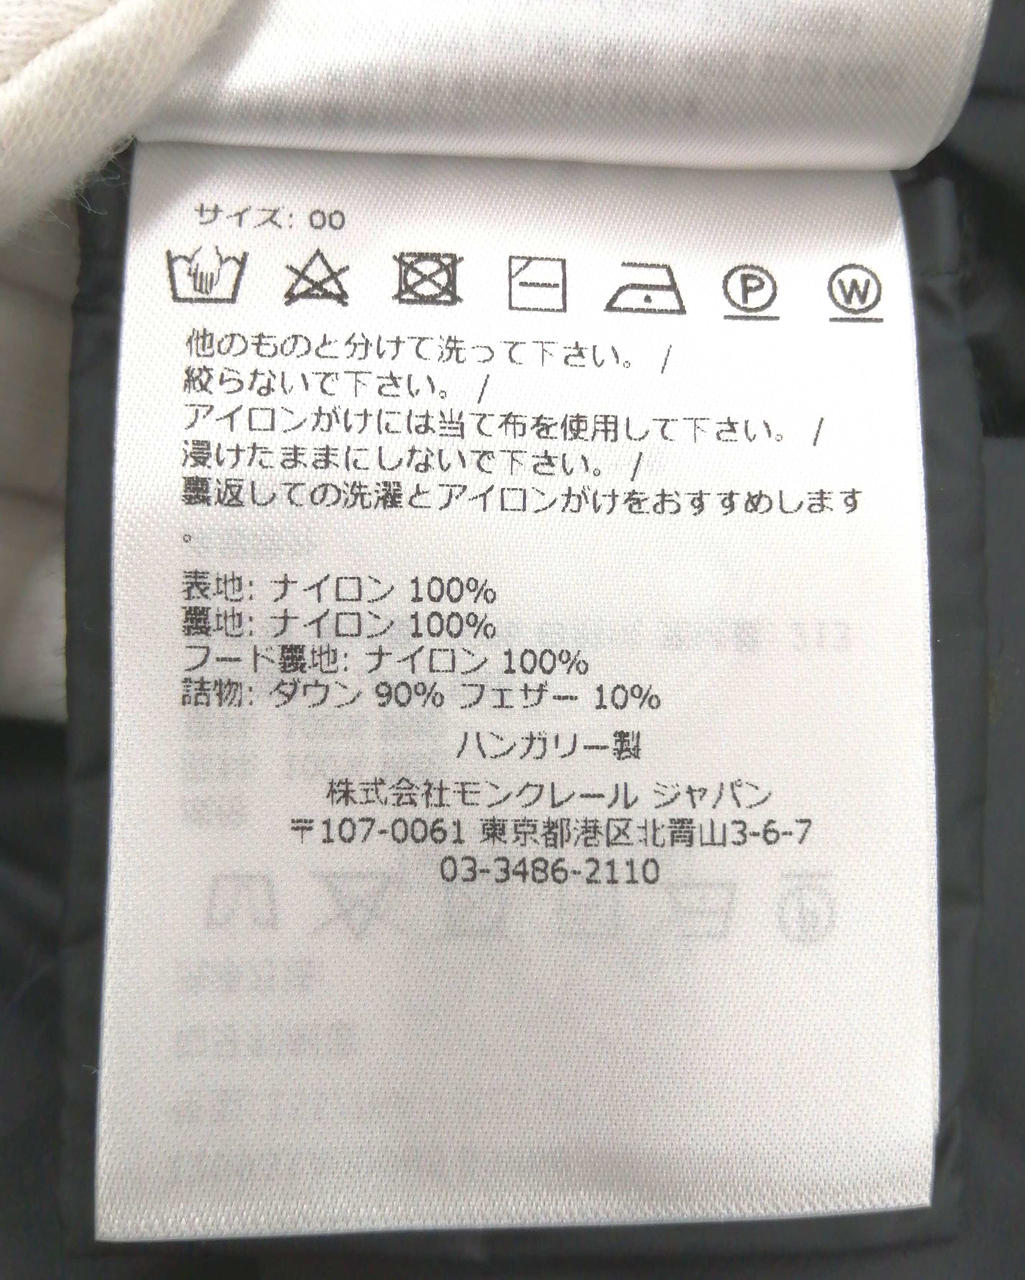 サイズ: 00
P W
他のものと分けて洗って下さい。 /
絞らないで下さい。 /
アイロンがけには当て布を使用して下さい。 /
浸けたままにしないで下さい。 /
裏返しての洗濯とアイロンがけをおすすめします
。
表地: ナイロン 100%
裏地: ナイロン 100%
フード裏地: ナイロン 100%
詰物: ダウン 90% フェザー 10%
ハンガリー製
株式会社モンクレール ジャパン
〒107-0061 東京都港区北青山3-6-7
03-3486-2110